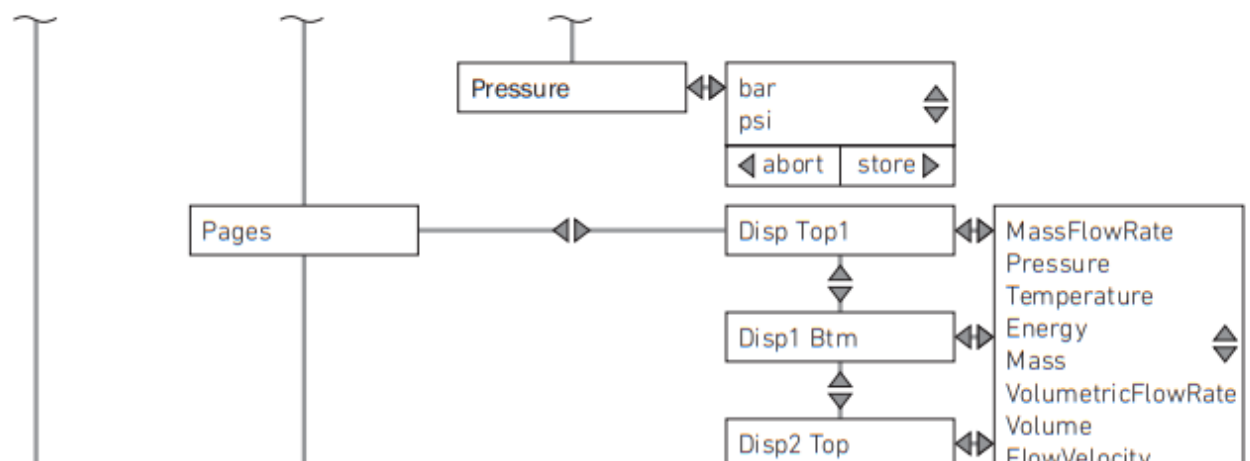 Pressure
bar
psi
abort
store
Pages
Disp Top1
MassFlowRate
Pressure
Temperature
Disp1 Btm
Energy
Mass
VolumetricFlowRate
Volume
Disp2 Top
FlowVelocity